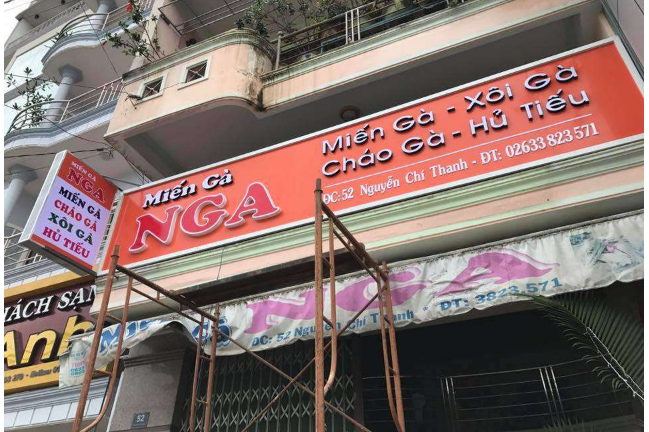 Miến Gà
NGA
Miến Gà - Xôi Gà
Cháo Gà - Hủ Tiếu
ĐC: 52 Nguyễn Chí Thanh - ĐT: 02633 823 571
MIẾN GÀ
NGA
MIẾN GÀ
CHÁO GÀ
XÔI GÀ
HỦ TIẾU
NGA
ĐC: 52 Nguyễn Chí Thanh * ĐT: 3823.571
HÁCH SẠN
Anh
52